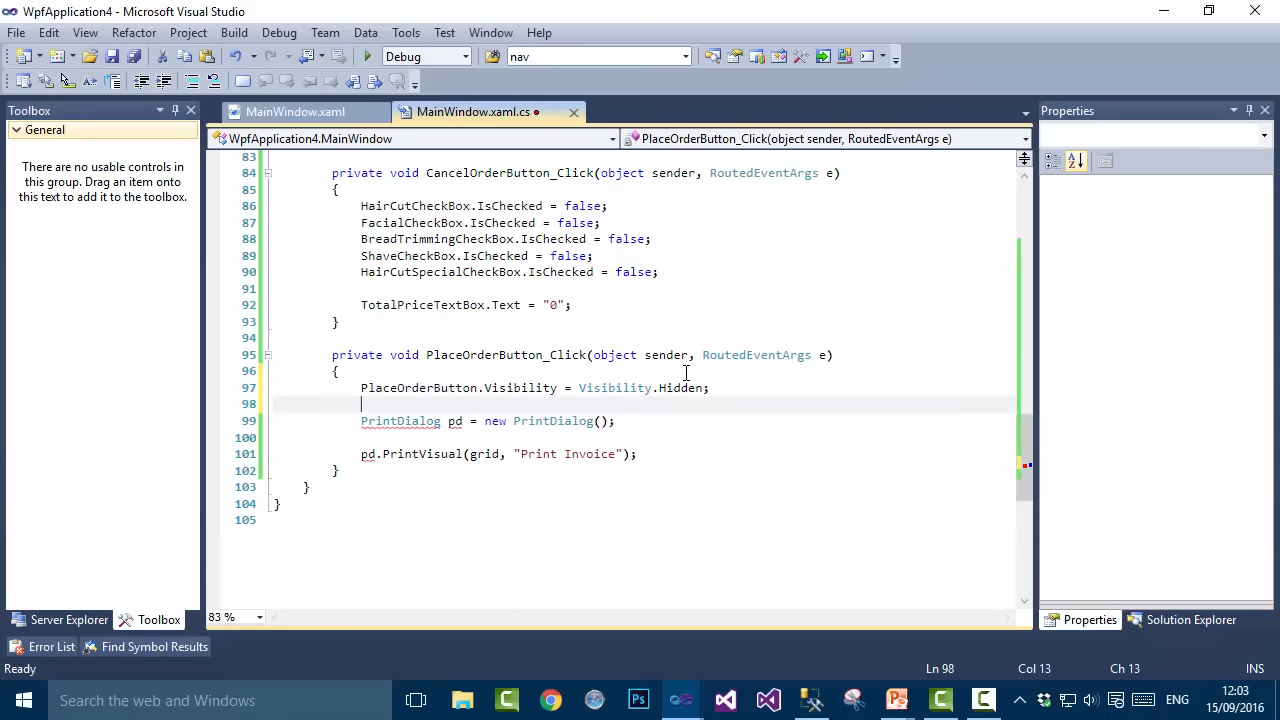 WpfApplication4 - Microsoft Visual Studio
File Edit View Refactor Project Build Debug Team Data Tools Test Window Help
Debug nav
Toolbox
General
There are no usable controls in
this group. Drag an item onto
this text to add it to the toolbox.
MainWindow.xaml MainWindow.xaml.cs
WpfApplication4.MainWindow PlaceOrderButton_Click(object sender, RoutedEventArgs e)
83
84 private void CancelOrderButton_Click(object sender, RoutedEventArgs e)
85 {
86 HairCutCheckBox.IsChecked = false;
87 FacialCheckBox.IsChecked = false;
88 BreadTrimmingCheckBox.IsChecked = false;
89 ShaveCheckBox.IsChecked = false;
90 HairCutSpecialCheckBox.IsChecked = false;
91
92 TotalPriceTextBox.Text = "0";
93 }
94
95 private void PlaceOrderButton_Click(object sender, RoutedEventArgs e)
96 {
97 PlaceOrderButton.Visibility = Visibility.Hidden;
98
99 PrintDialog pd = new PrintDialog();
100
101 pd.PrintVisual(grid, "Print Invoice");
102 }
103 }
104 }
105
83 %
Properties
Server Explorer Toolbox
Properties Solution Explorer
Error List Find Symbol Results
Ready Ln 98 Col 13 Ch 13 INS
Search the web and Windows
ENG
12:03
15/09/2016